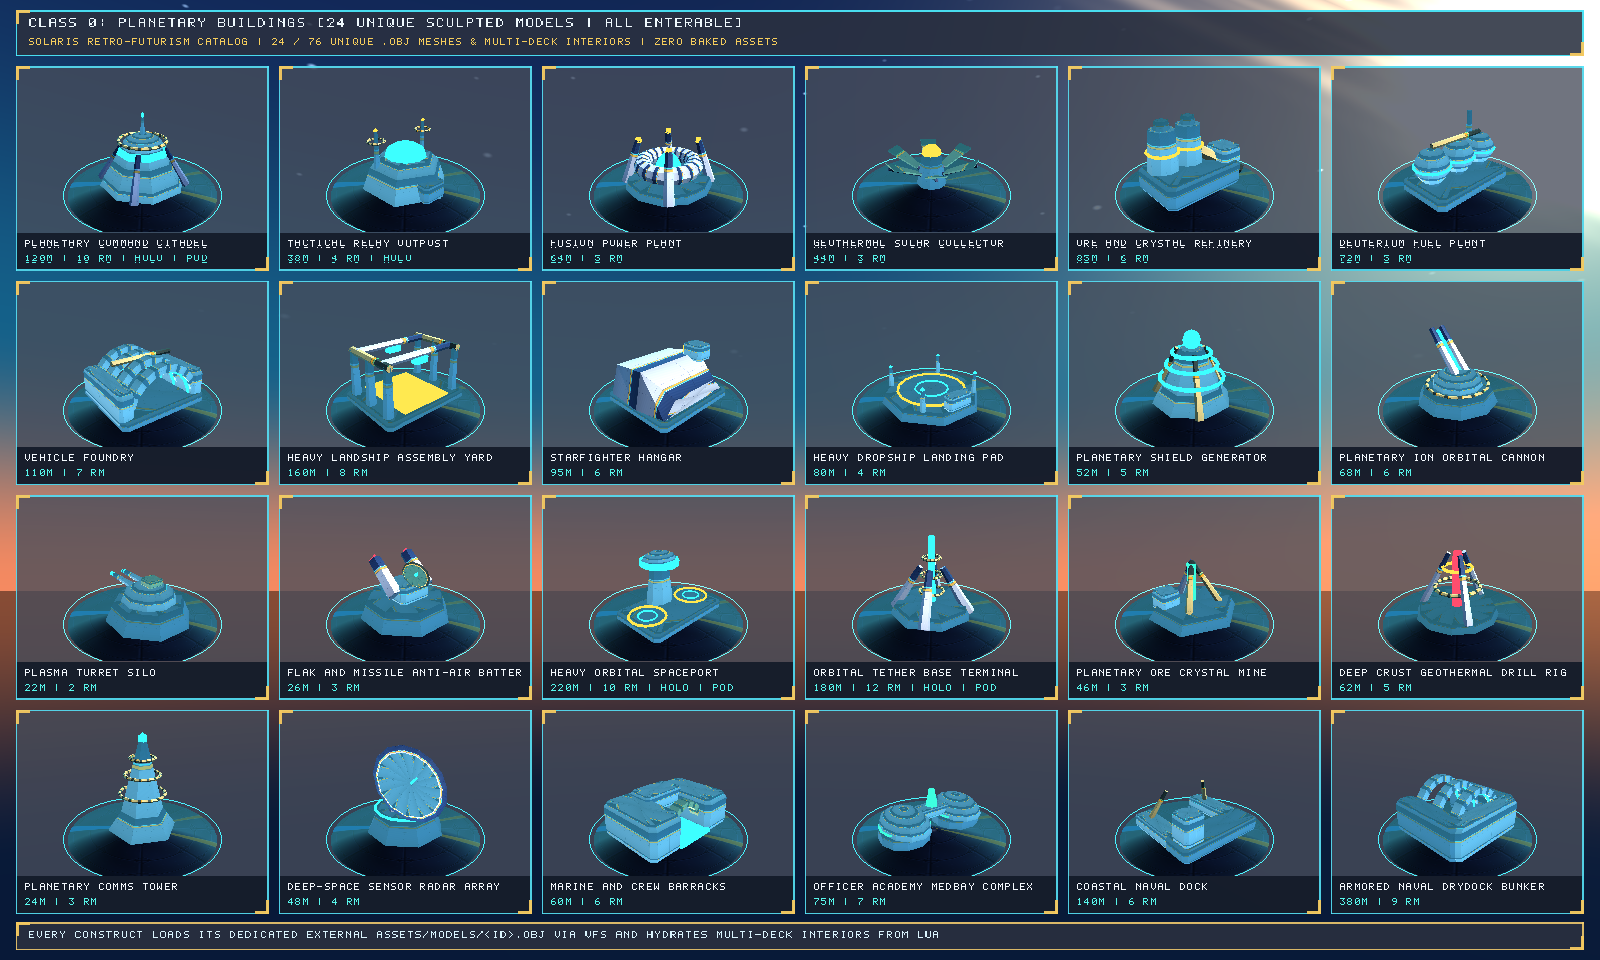 CLASS 0: PLANETARY BUILDINGS [24 UNIQUE SCULPTED MODELS | ALL ENTERABLE]
SOLARIS RETRO-FUTURISM CATALOG | 24 / 76 UNIQUE .OBJ MESHES & MULTI-DECK INTERIORS | ZERO BAKED ASSETS
PLANETARY COMMAND CITADEL
120M | 10 RM | HOLO | POD
TACTICAL RELAY OUTPOST
38M | 4 RM | HOLO
FUSION POWER PLANT
64M | 5 RM
GEOTHERMAL SOLAR COLLECTOR
44M | 3 RM
ORE AND CRYSTAL REFINERY
85M | 6 RM
DEUTERIUM FUEL PLANT
72M | 5 RM
VEHICLE FOUNDRY
110M | 7 RM
HEAVY LANDSHIP ASSEMBLY YARD
160M | 8 RM
STARFIGHTER HANGAR
95M | 6 RM
HEAVY DROPSHIP LANDING PAD
80M | 4 RM
PLANETARY SHIELD GENERATOR
52M | 5 RM
PLANETARY ION ORBITAL CANNON
68M | 6 RM
PLASMA TURRET SILO
22M | 2 RM
FLAK AND MISSILE ANTI-AIR BATTER
26M | 3 RM
HEAVY ORBITAL SPACEPORT
220M | 10 RM | HOLO | POD
ORBITAL TETHER BASE TERMINAL
180M | 12 RM | HOLO | POD
PLANETARY ORE CRYSTAL MINE
46M | 3 RM
DEEP CRUST GEOTHERMAL DRILL RIG
62M | 5 RM
PLANETARY COMMS TOWER
24M | 3 RM
DEEP-SPACE SENSOR RADAR ARRAY
48M | 4 RM
MARINE AND CREW BARRACKS
60M | 6 RM
OFFICER ACADEMY MEDBAY COMPLEX
75M | 7 RM
COASTAL NAVAL DOCK
140M | 6 RM
ARMORED NAVAL DRYDOCK BUNKER
380M | 9 RM
EVERY CONSTRUCT LOADS ITS DEDICATED EXTERNAL ASSETS/MODELS/<ID>.OBJ VIA VFS AND HYDRATES MULTI-DECK INTERIORS FROM LUA